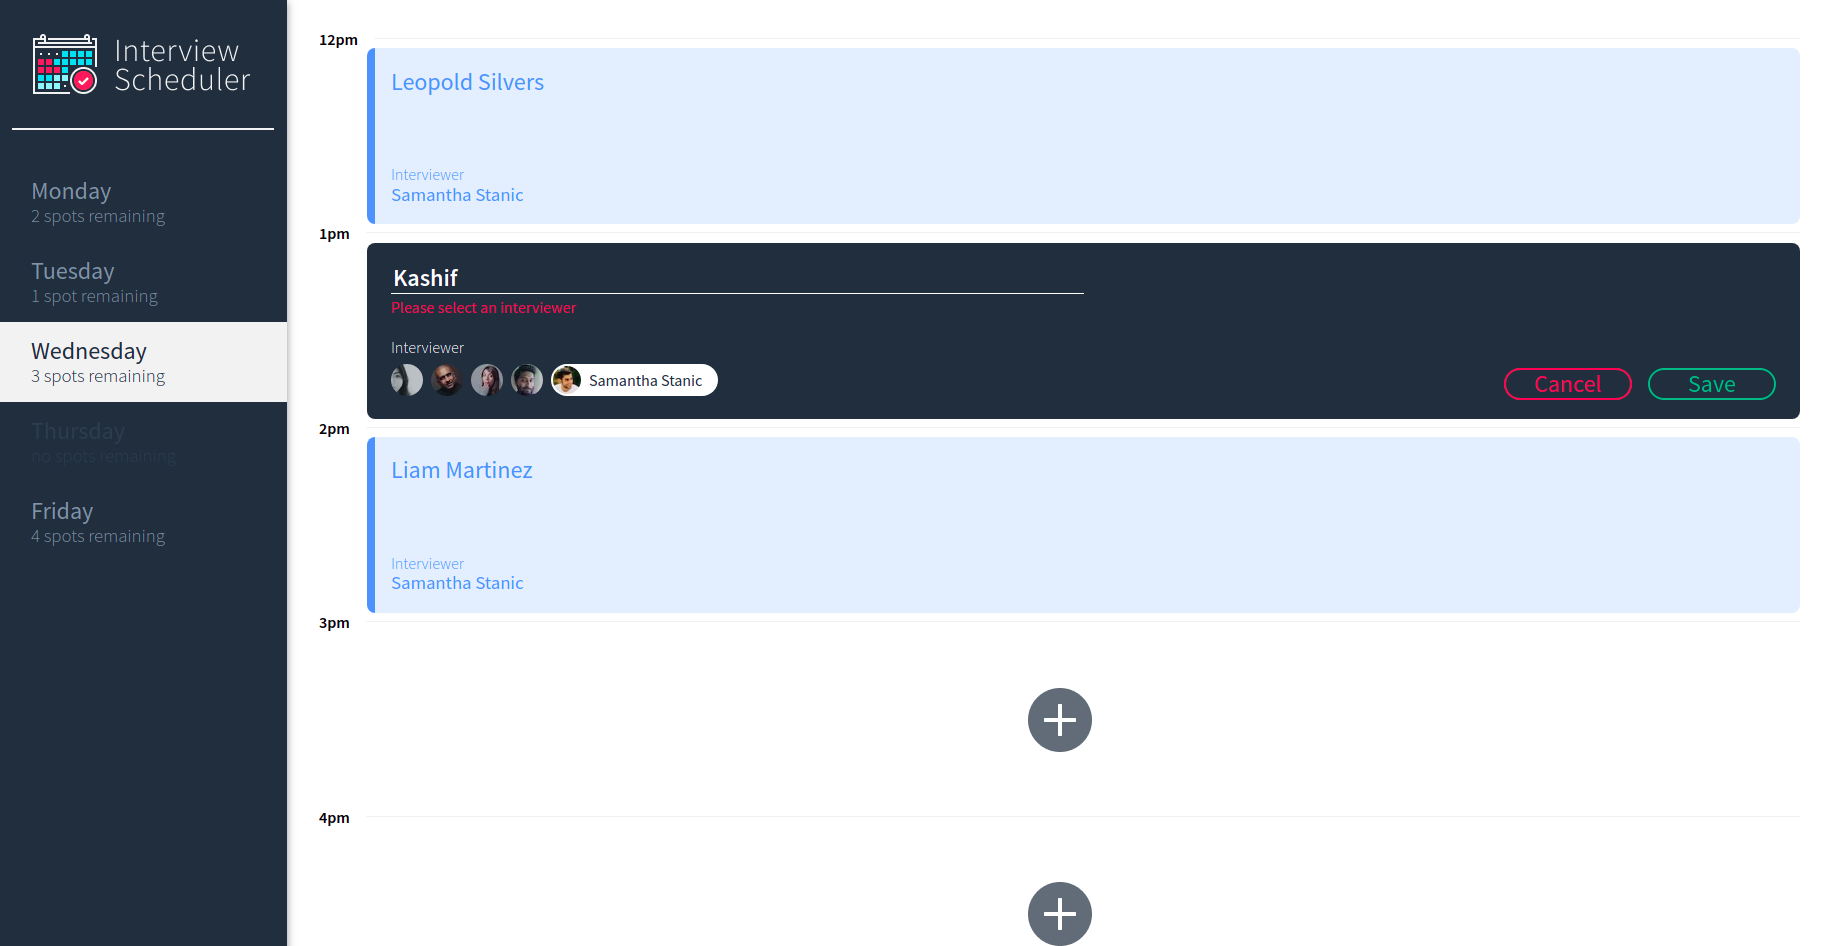 Interview
Scheduler
Monday
2 spots remaining
Tuesday
1 spot remaining
Wednesday
3 spots remaining
Thursday
no spots remaining
Friday
4 spots remaining
12pm
Leopold Silvers
Interviewer
Samantha Stanic
1pm
Kashif
Please select an interviewer
Interviewer
Samantha Stanic
Cancel
Save
2pm
Liam Martinez
Interviewer
Samantha Stanic
3pm
4pm